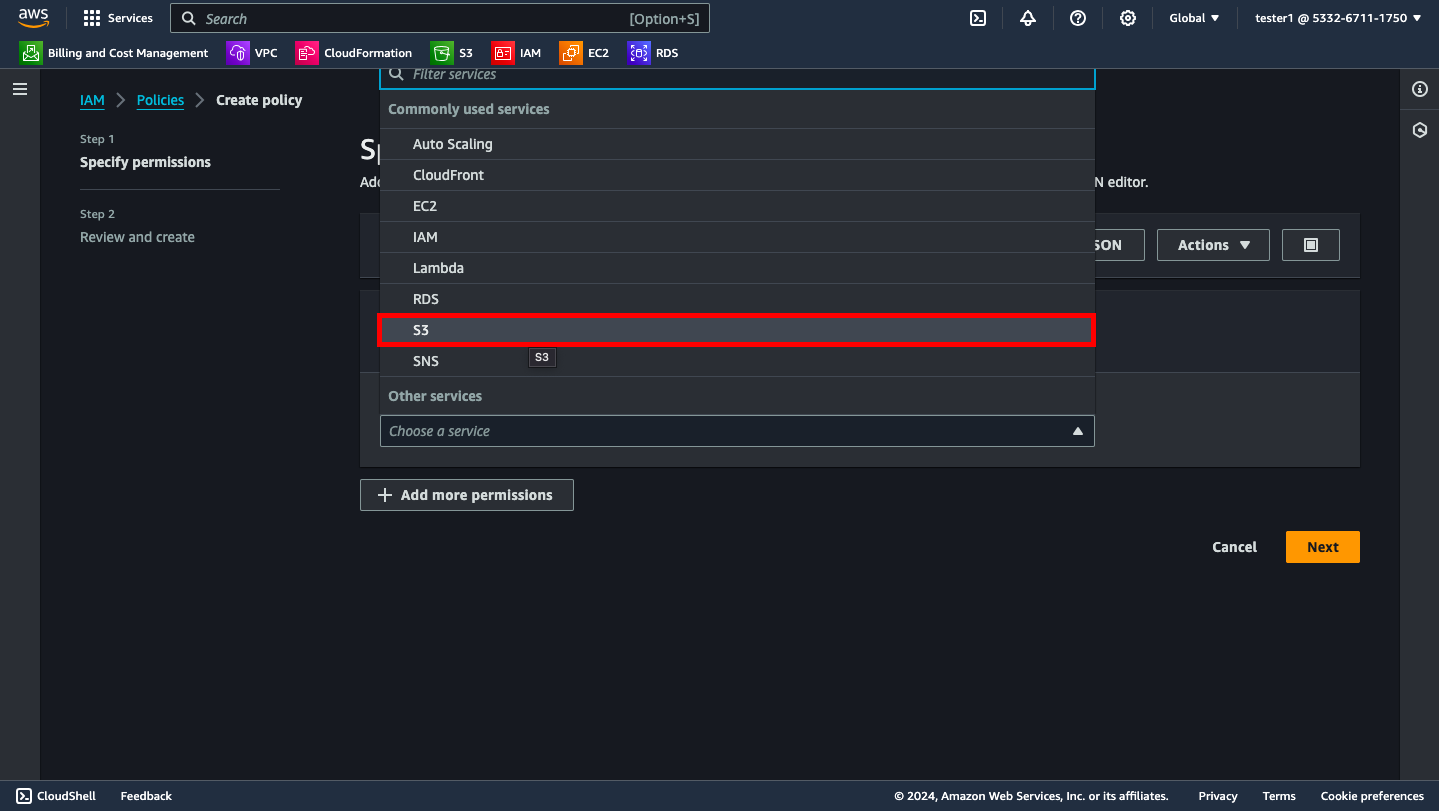 aws
Services
Search
[Option+S]
Global
tester1 @ 5332-6711-1750
Billing and Cost Management
VPC
CloudFormation
S3
IAM
EC2
RDS
Filter services
IAM
Policies
Create policy
Commonly used services
Step 1
Specify permissions
Auto Scaling
CloudFront
N editor.
EC2
Step 2
Review and create
IAM
SON
Actions
Lambda
RDS
S3
S3
SNS
Other services
Choose a service
Add more permissions
Cancel
Next
CloudShell
Feedback
© 2024, Amazon Web Services, Inc. or its affiliates.
Privacy
Terms
Cookie preferences